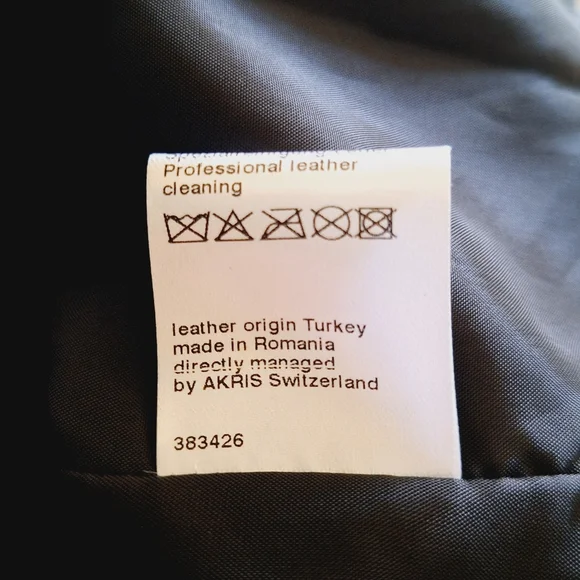 Professional leather
cleaning
leather origin Turkey
made in Romania
directly managed
by AKRIS Switzerland
383426